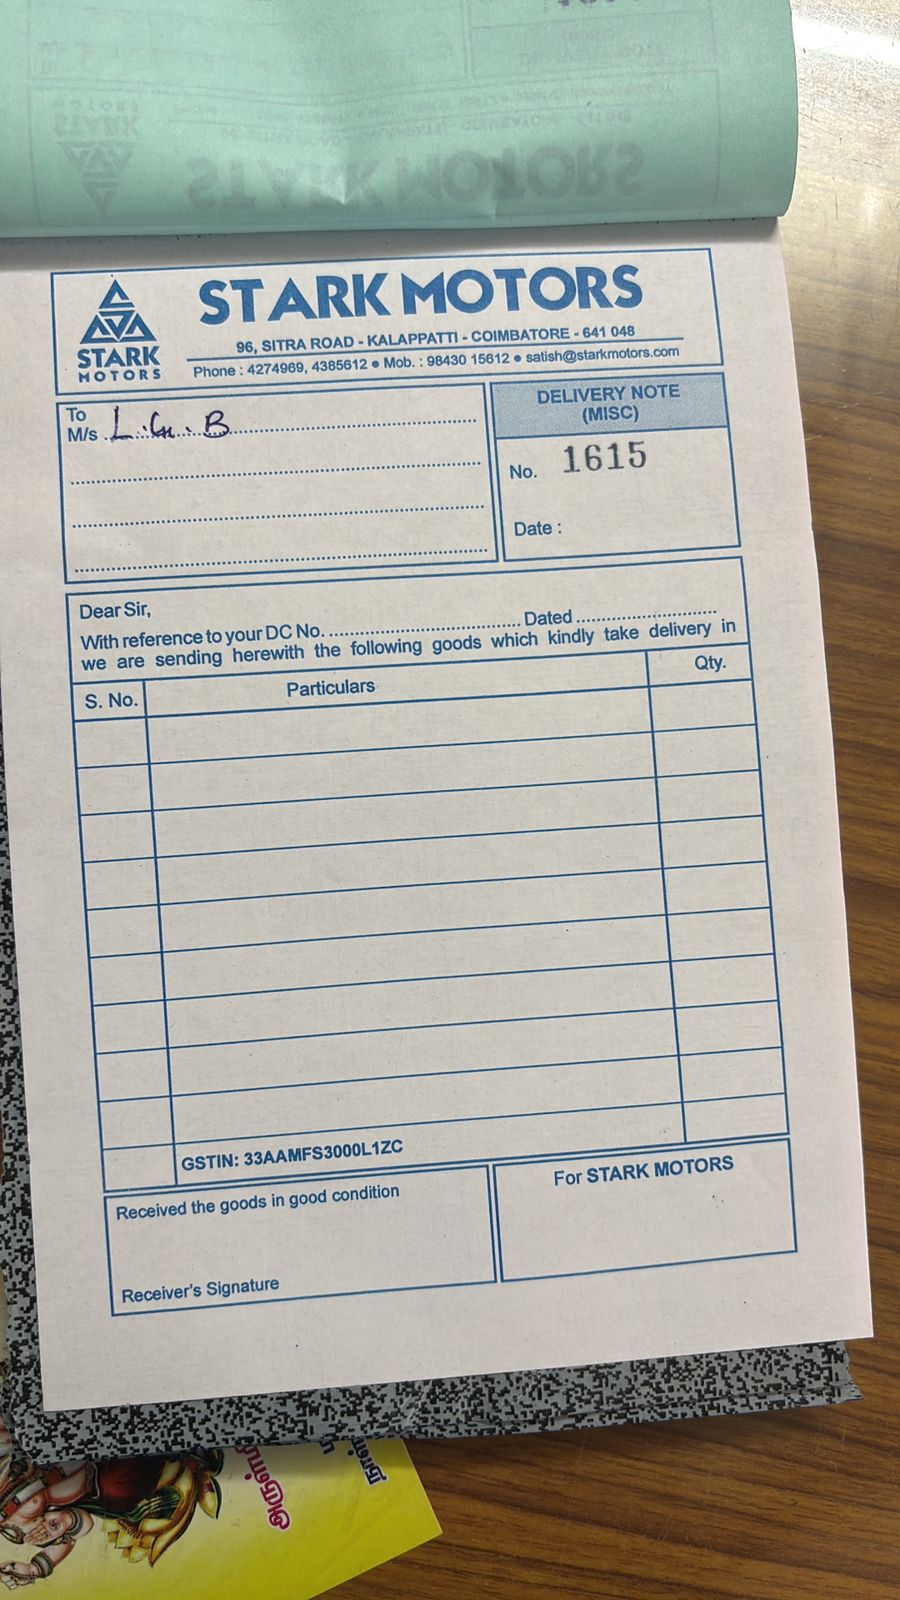 STARK MOTORS
STARK
MOTORS
96, SITRA ROAD - KALAPPATTI - COIMBATORE - 641 048
Phone : 4274969, 4385612 ● Mob. : 98430 15612 ● satish@starkmotors.com
To
M/s L.G.B
DELIVERY NOTE
(MISC)
No. 1615
Date :
Dear Sir,
With reference to your DC No. ........................................ Dated .............................
we are sending herewith the following goods which kindly take delivery in
S. No. Particulars Qty.
GSTIN: 33AAMFS3000L1ZC
Received the goods in good condition
Receiver's Signature
For STARK MOTORS